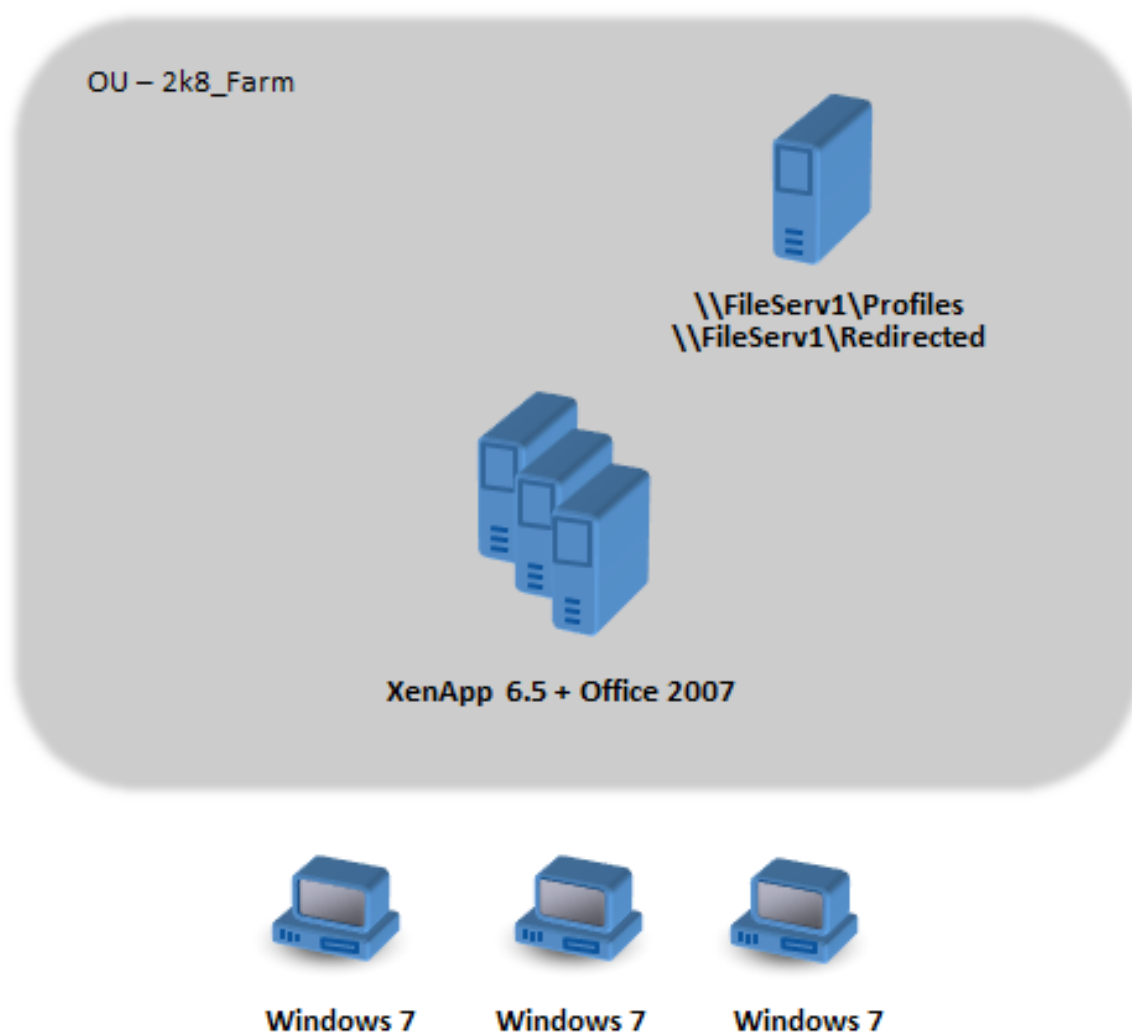 OU – 2k8_Farm
\\FileServ1\Profiles
\\FileServ1\Redirected
XenApp 6.5 + Office 2007
Windows 7
Windows 7
Windows 7